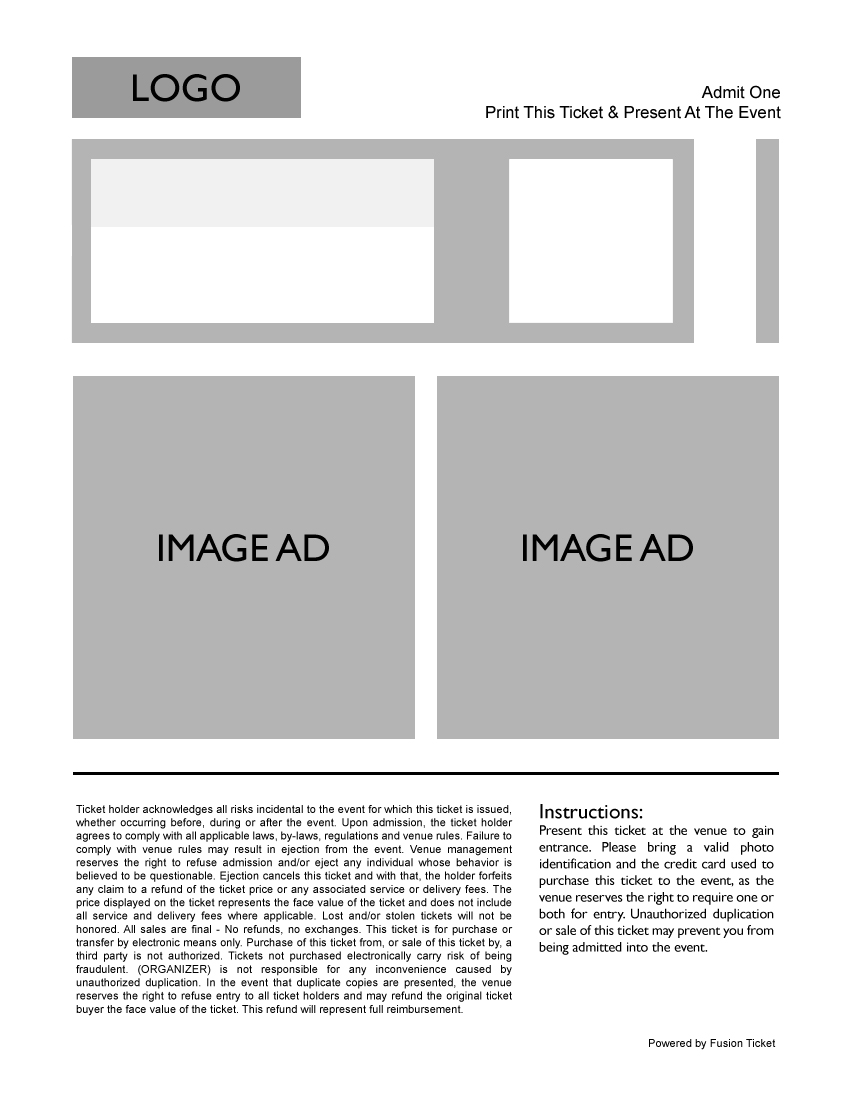 LOGO
Admit One
Print This Ticket & Present At The Event
IMAGE AD
IMAGE AD
Ticket holder acknowledges all risks incidental to the event for which this ticket is issued,
whether occurring before, during or after the event. Upon admission, the ticket holder
agrees to comply with all applicable laws, by-laws, regulations and venue rules. Failure to
comply with venue rules may result in ejection from the event. Venue management
reserves the right to refuse admission and/or eject any individual whose behavior is
believed to be questionable. Ejection cancels this ticket and with that, the holder forfeits
any claim to a refund of the ticket price or any associated service or delivery fees. The
price displayed on the ticket represents the face value of the ticket and does not include
all service and delivery fees where applicable. Lost and/or stolen tickets will not be
honored. All sales are final - No refunds, no exchanges. This ticket is for purchase or
transfer by electronic means only. Purchase of this ticket from, or sale of this ticket by, a
third party is not authorized. Tickets not purchased electronically carry risk of being
fraudulent. (ORGANIZER) is not responsible for any inconvenience caused by
unauthorized duplication. In the event that duplicate copies are presented, the venue
reserves the right to refuse entry to all ticket holders and may refund the original ticket
buyer the face value of the ticket. This refund will represent full reimbursement.
Instructions:
Present this ticket at the venue to gain
entrance. Please bring a valid photo
identification and the credit card used to
purchase this ticket to the event, as the
venue reserves the right to require one or
both for entry. Unauthorized duplication
or sale of this ticket may prevent you from
being admitted into the event.
Powered by Fusion Ticket